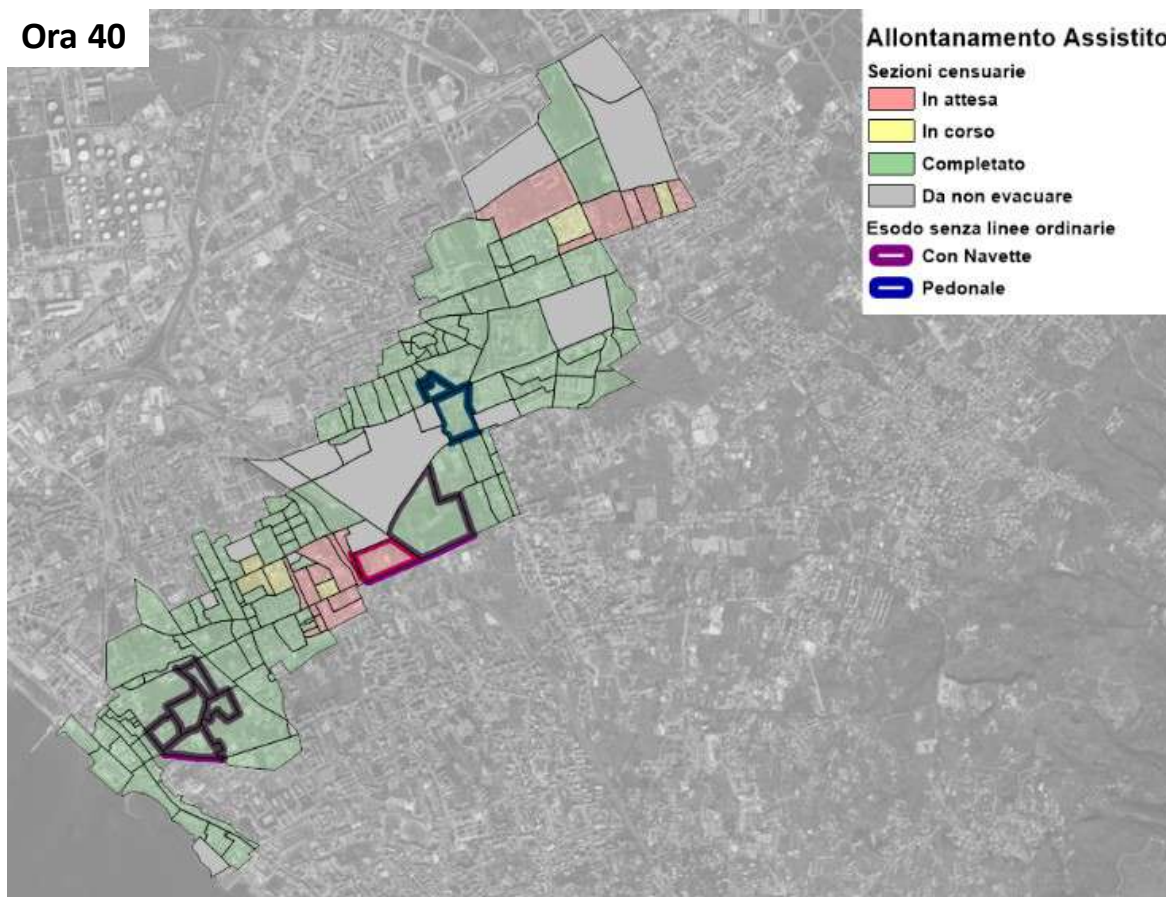 Ora 40
Allontanamento Assistito
Sezioni censuarie
In attesa
In corso
Completato
Da non evacuare
Esodo senza linee ordinarie
Con Navette
Pedonale